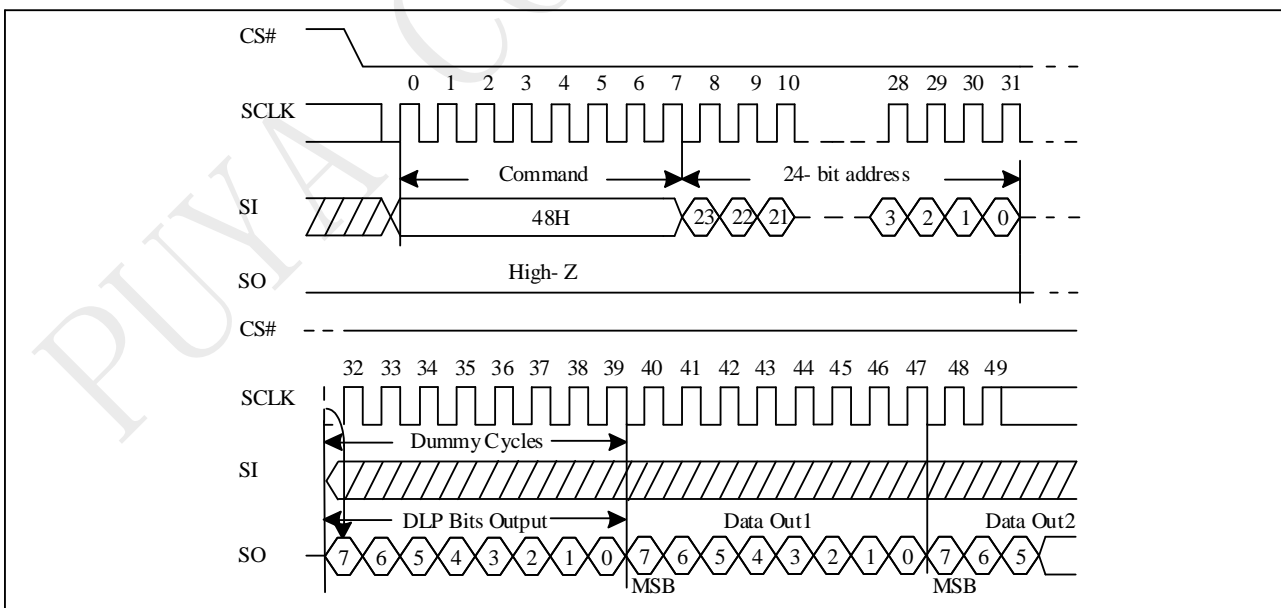 PUYA
CS#
0 1 2 3 4 5 6 7 8 9 10 28 29 30 31
SCLK
Command 24- bit address
SI
48H 23 22 21 3 2 1 0
High- Z
SO
CS#
32 33 34 35 36 37 38 39 40 41 42 43 44 45 46 47 48 49
SCLK
Dummy Cycles
SI
DLP Bits Output Data Out1 Data Out2
SO 7 6 5 4 3 2 1 0 7 6 5 4 3 2 1 0 7 6 5
MSB MSB